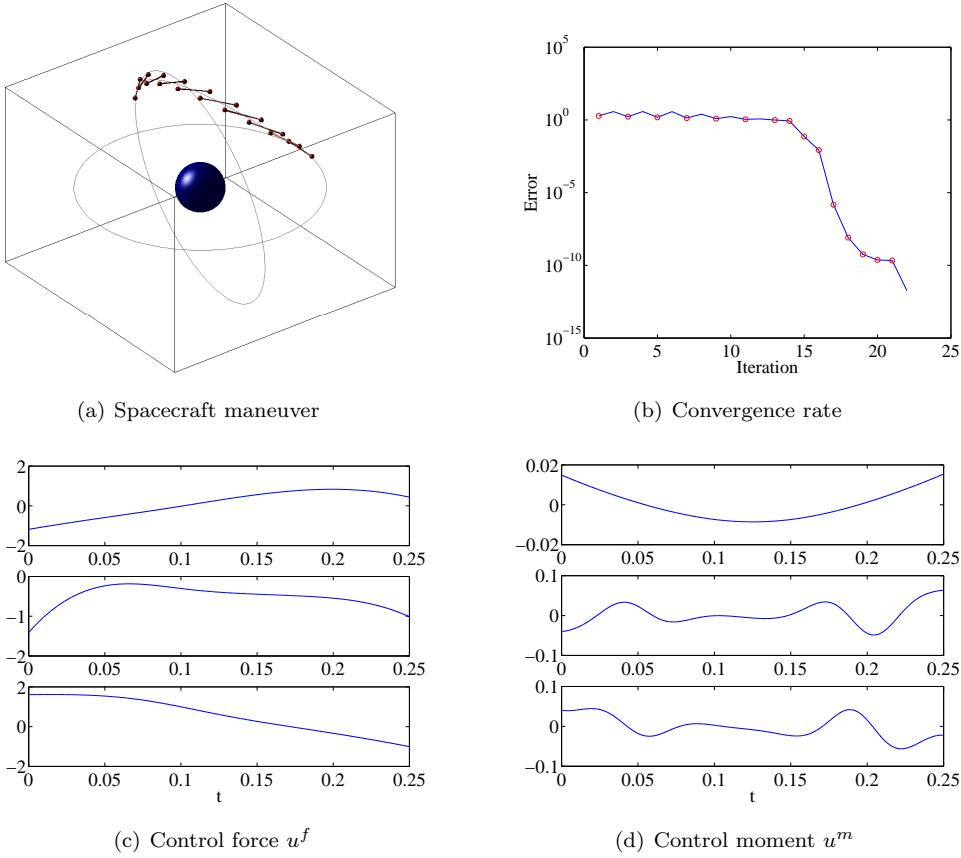 10^5
10^0
10^−5
10^−10
10^−15
Error
0 5 10 15 20 25
Iteration
(a) Spacecraft maneuver
(b) Convergence rate
2
0
−2
0 0.05 0.1 0.15 0.2 0.25
0
−1
−2
0 0.05 0.1 0.15 0.2 0.25
2
0
−2
0 0.05 0.1 0.15 0.2 0.25
t
0.02
0
−0.02
0 0.05 0.1 0.15 0.2 0.25
0.1
0
−0.1
0 0.05 0.1 0.15 0.2 0.25
0.1
0
−0.1
0 0.05 0.1 0.15 0.2 0.25
t
(c) Control force u^f
(d) Control moment u^m